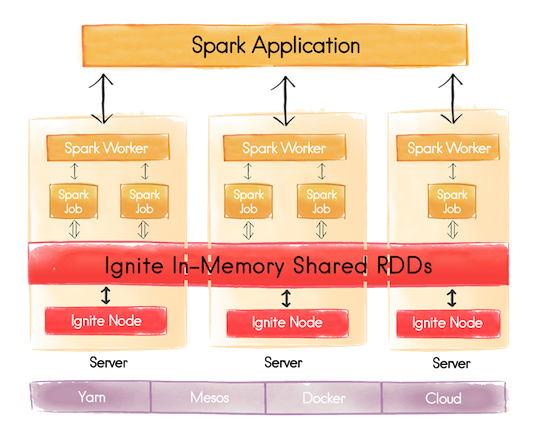 Spark Application
Spark Worker Spark Worker Spark Worker
Spark Job Spark Job Spark Job Spark Job Spark Job
Ignite In-Memory Shared RDDs
Ignite Node Ignite Node Ignite Node
Server Server Server
Yarn Mesos Docker Cloud